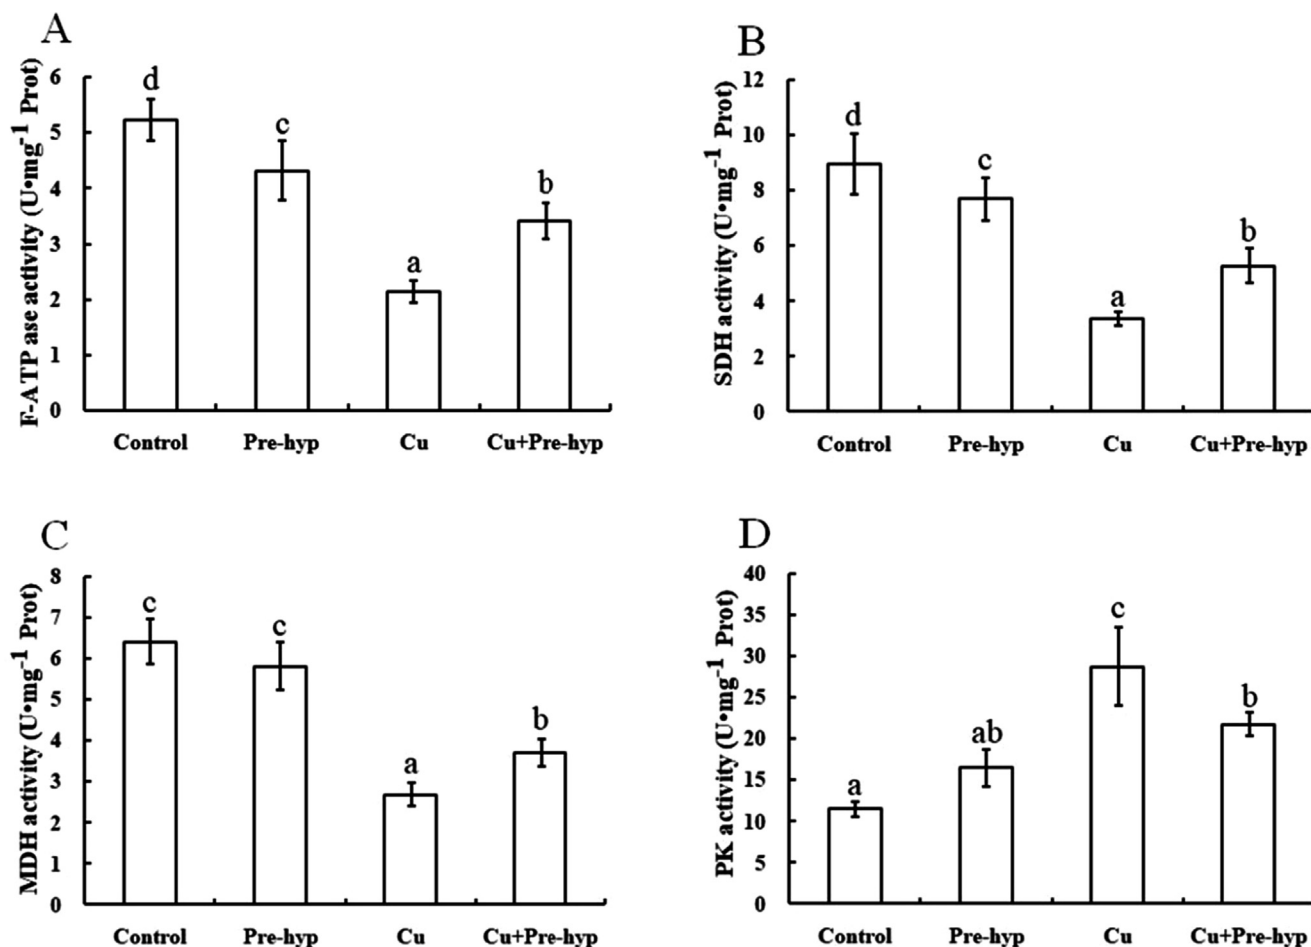 A
F-ATP ase activity (U•mg⁻¹ Prot)
6
5
4
3
2
1
0
d
c
a
b
Control Pre-hyp Cu Cu+Pre-hyp
B
SDH activity (U•mg⁻¹ Prot)
12
10
8
6
4
2
0
d
c
a
b
Control Pre-hyp Cu Cu+Pre-hyp
C
MDH activity (U•mg⁻¹ Prot)
8
7
6
5
4
3
2
1
0
c
c
a
b
Control Pre-hyp Cu Cu+Pre-hyp
D
PK activity (U•mg⁻¹ Prot)
40
35
30
25
20
15
10
5
0
a
ab
c
b
Control Pre-hyp Cu Cu+Pre-hyp